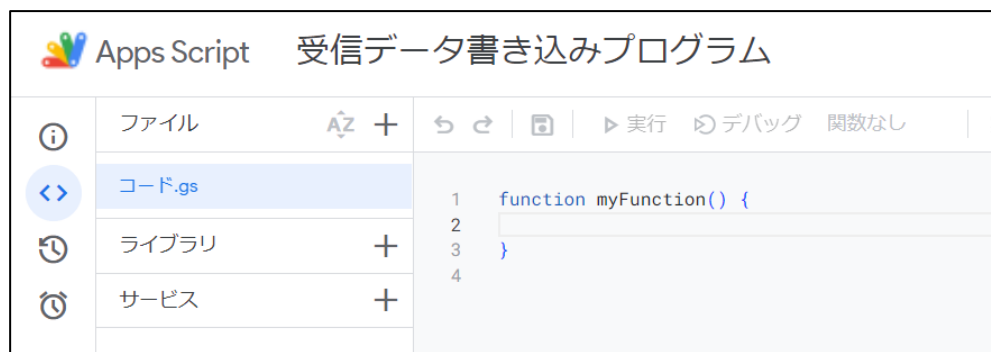 Apps Script 受信データ書き込みプログラム
ファイル AZ
実行 デバッグ 関数なし
コード.gs
ライブラリ
サービス
1 function myFunction() {
2
3 }
4